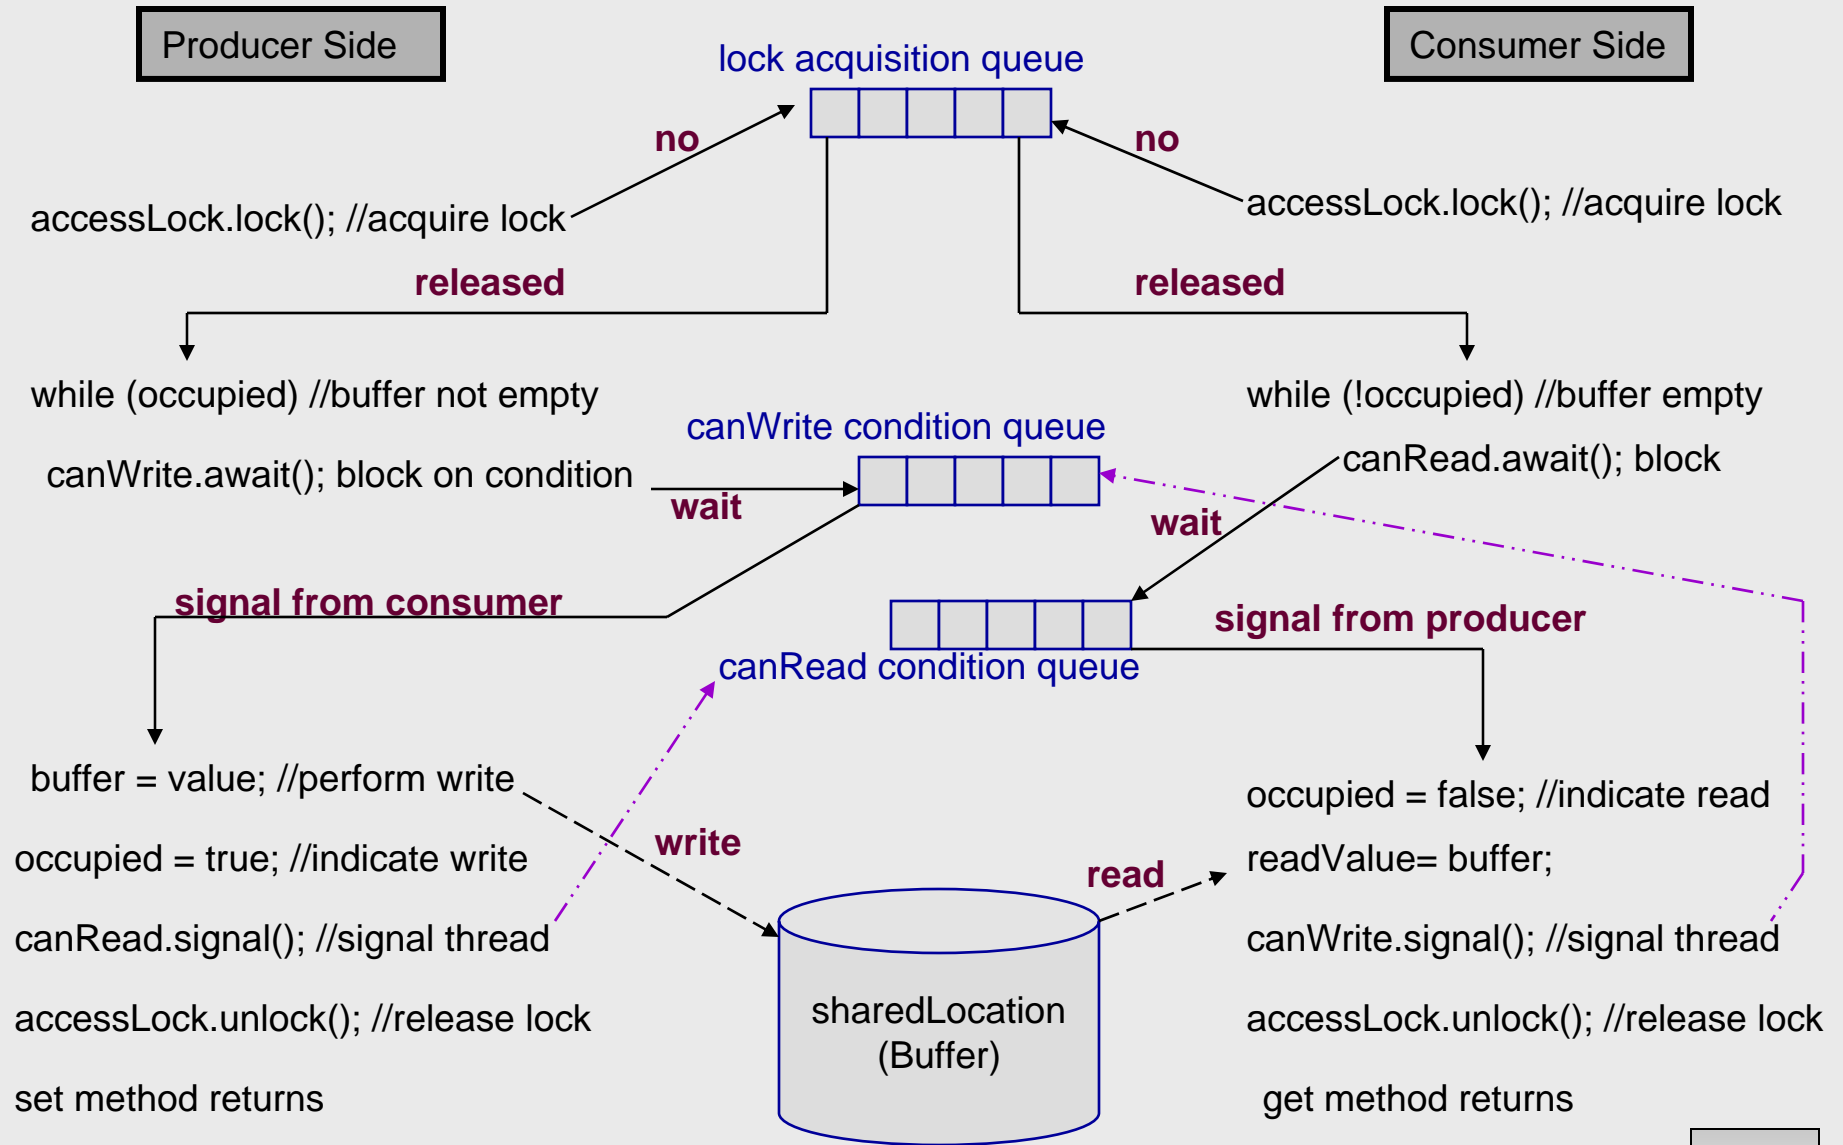 Producer Side
lock acquisition queue
Consumer Side
no
no
accessLock.lock(); //acquire lock
accessLock.lock(); //acquire lock
released
released
while (occupied) //buffer not empty
while (!occupied) //buffer empty
canWrite condition queue
canWrite.await(); block on condition
canRead.await(); block
wait
wait
signal from consumer
signal from producer
canRead condition queue
buffer = value; //perform write
occupied = false; //indicate read
write
occupied = true; //indicate write
readValue= buffer;
read
canRead.signal(); //signal thread
canWrite.signal(); //signal thread
sharedLocation
(Buffer)
accessLock.unlock(); //release lock
accessLock.unlock(); //release lock
set method returns
get method returns